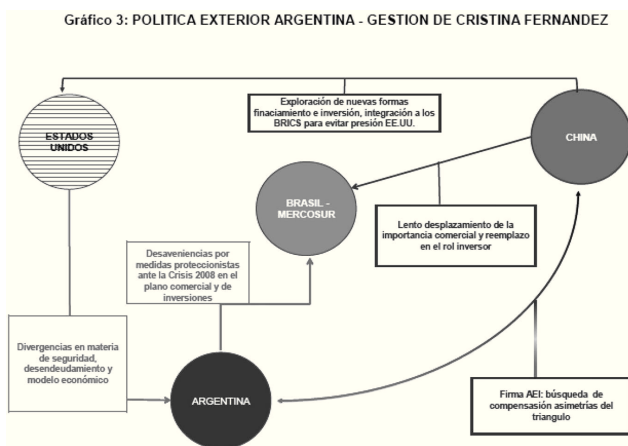 Gráfico 3: POLITICA EXTERIOR ARGENTINA - GESTION DE CRISTINA FERNANDEZ
Exploración de nuevas formas
finaciamiento e inversión, integración a los
BRICS para evitar presión EE.UU.
ESTADOS
UNIDOS
CHINA
BRASIL -
MERCOSUR
Lento desplazamiento de la
importancia comercial y reemplazo
en el rol inversor
Desaveniencias por
medidas proteccionistas
ante la Crisis 2008 en el
plano comercial y de
inversiones
Divergencias en materia
de seguridad,
desendeudamiento y
modelo económico
ARGENTINA
Firma AEI: búsqueda de
compensasión asimetrías del
triangulo